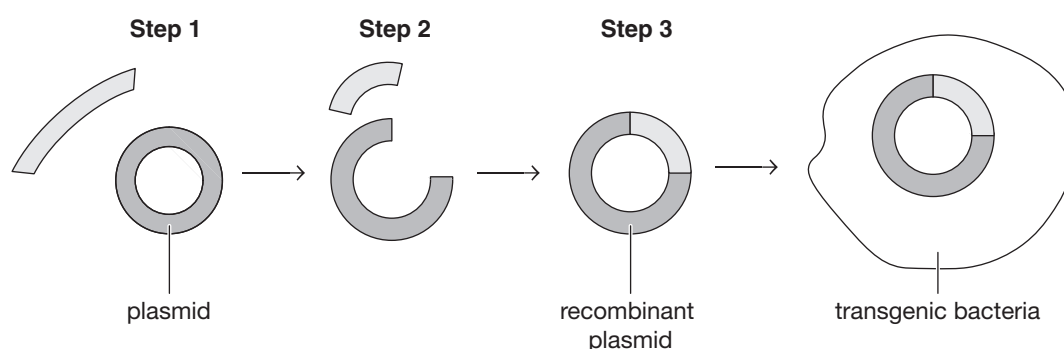 Step 1
Step 2
Step 3
plasmid
recombinant
plasmid
transgenic bacteria